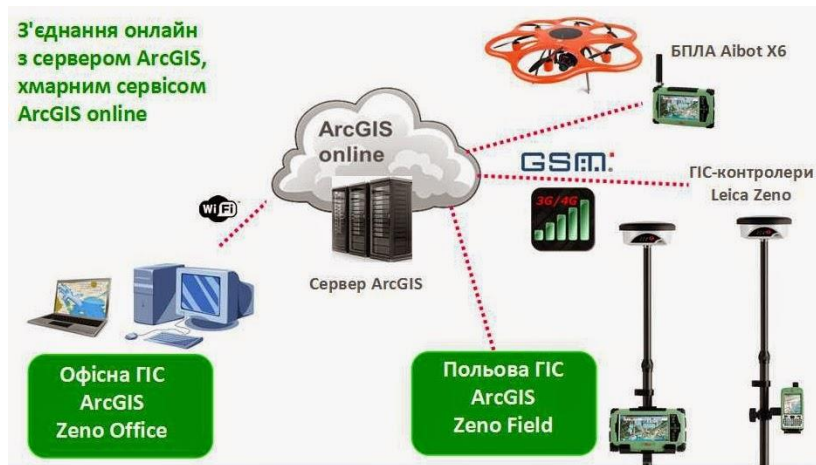 З'єднання онлайн
з сервером ArcGIS,
хмарним сервісом
ArcGIS online
БПЛА Aibot X6
ArcGIS
online
GSM
ГІС-контролери
Leica Zeno
3G/4G
Wi Fi
Сервер ArcGIS
Офісна ГІС
ArcGIS
Zeno Office
Польова ГІС
ArcGIS
Zeno Field